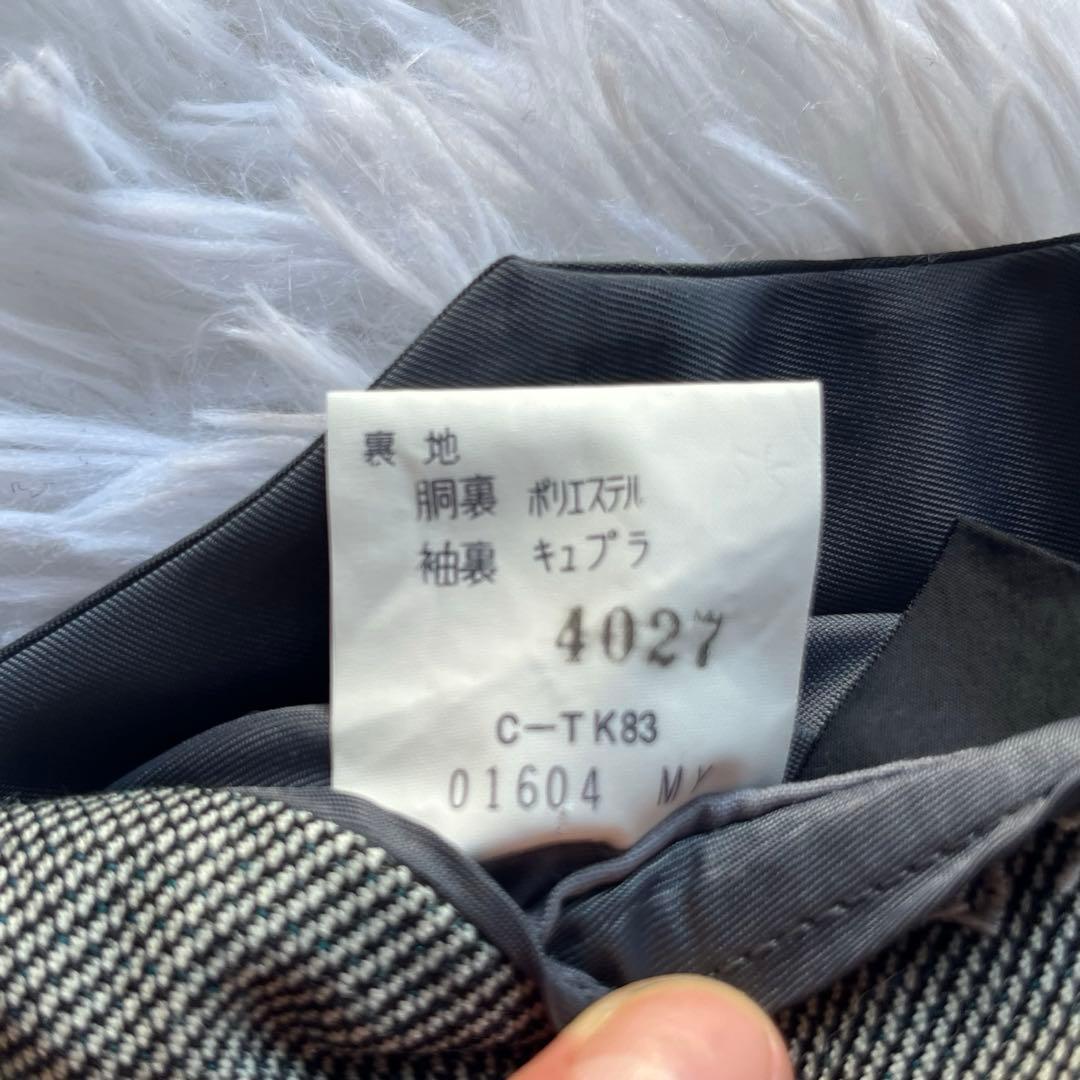 裏 地
胴裏 ポリエステル
袖裏 キュプラ
4027
C-TK83
01604